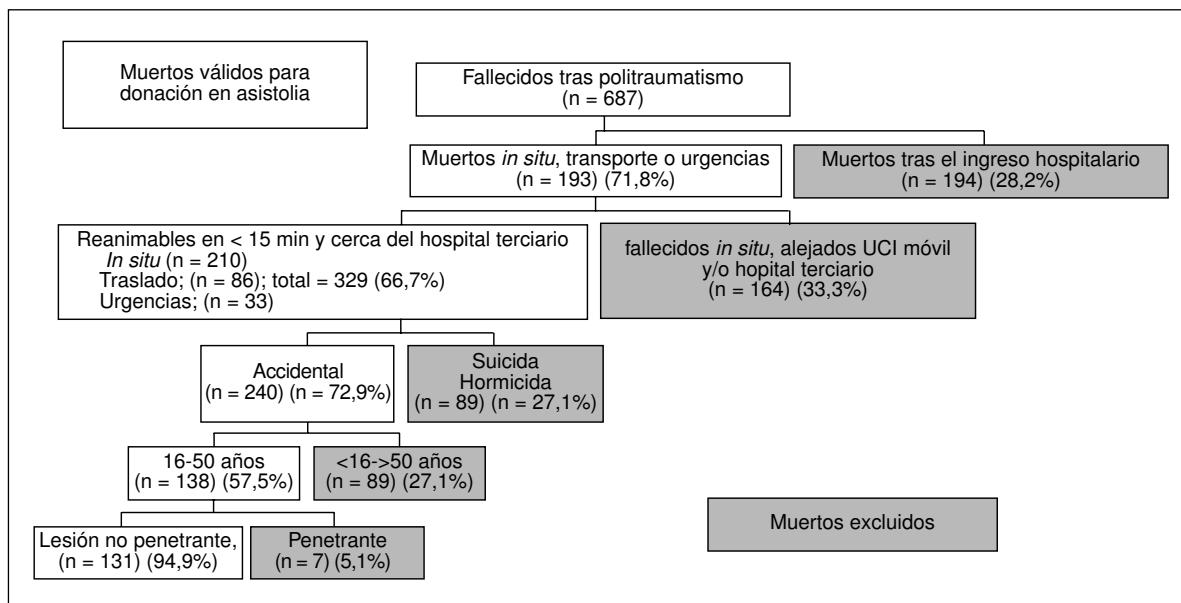 Muertos válidos para
donación en asistolia
Fallecidos tras politraumatismo
(n = 687)
Muertos in situ, transporte o urgencias
(n = 193) (71,8%)
Muertos tras el ingreso hospitalario
(n = 194) (28,2%)
Reanimables en < 15 min y cerca del hospital terciario
In situ (n = 210)
Traslado; (n = 86); total = 329 (66,7%)
Urgencias; (n = 33)
fallecidos in situ, alejados UCI móvil
y/o hopital terciario
(n = 164) (33,3%)
Accidental
(n = 240) (n = 72,9%)
Suicida
Hormicida
(n = 89) (n = 27,1%)
16-50 años
(n = 138) (57,5%)
<16->50 años
(n = 89) (27,1%)
Lesión no penetrante,
(n = 131) (94,9%)
Penetrante
(n = 7) (5,1%)
Muertos excluidos